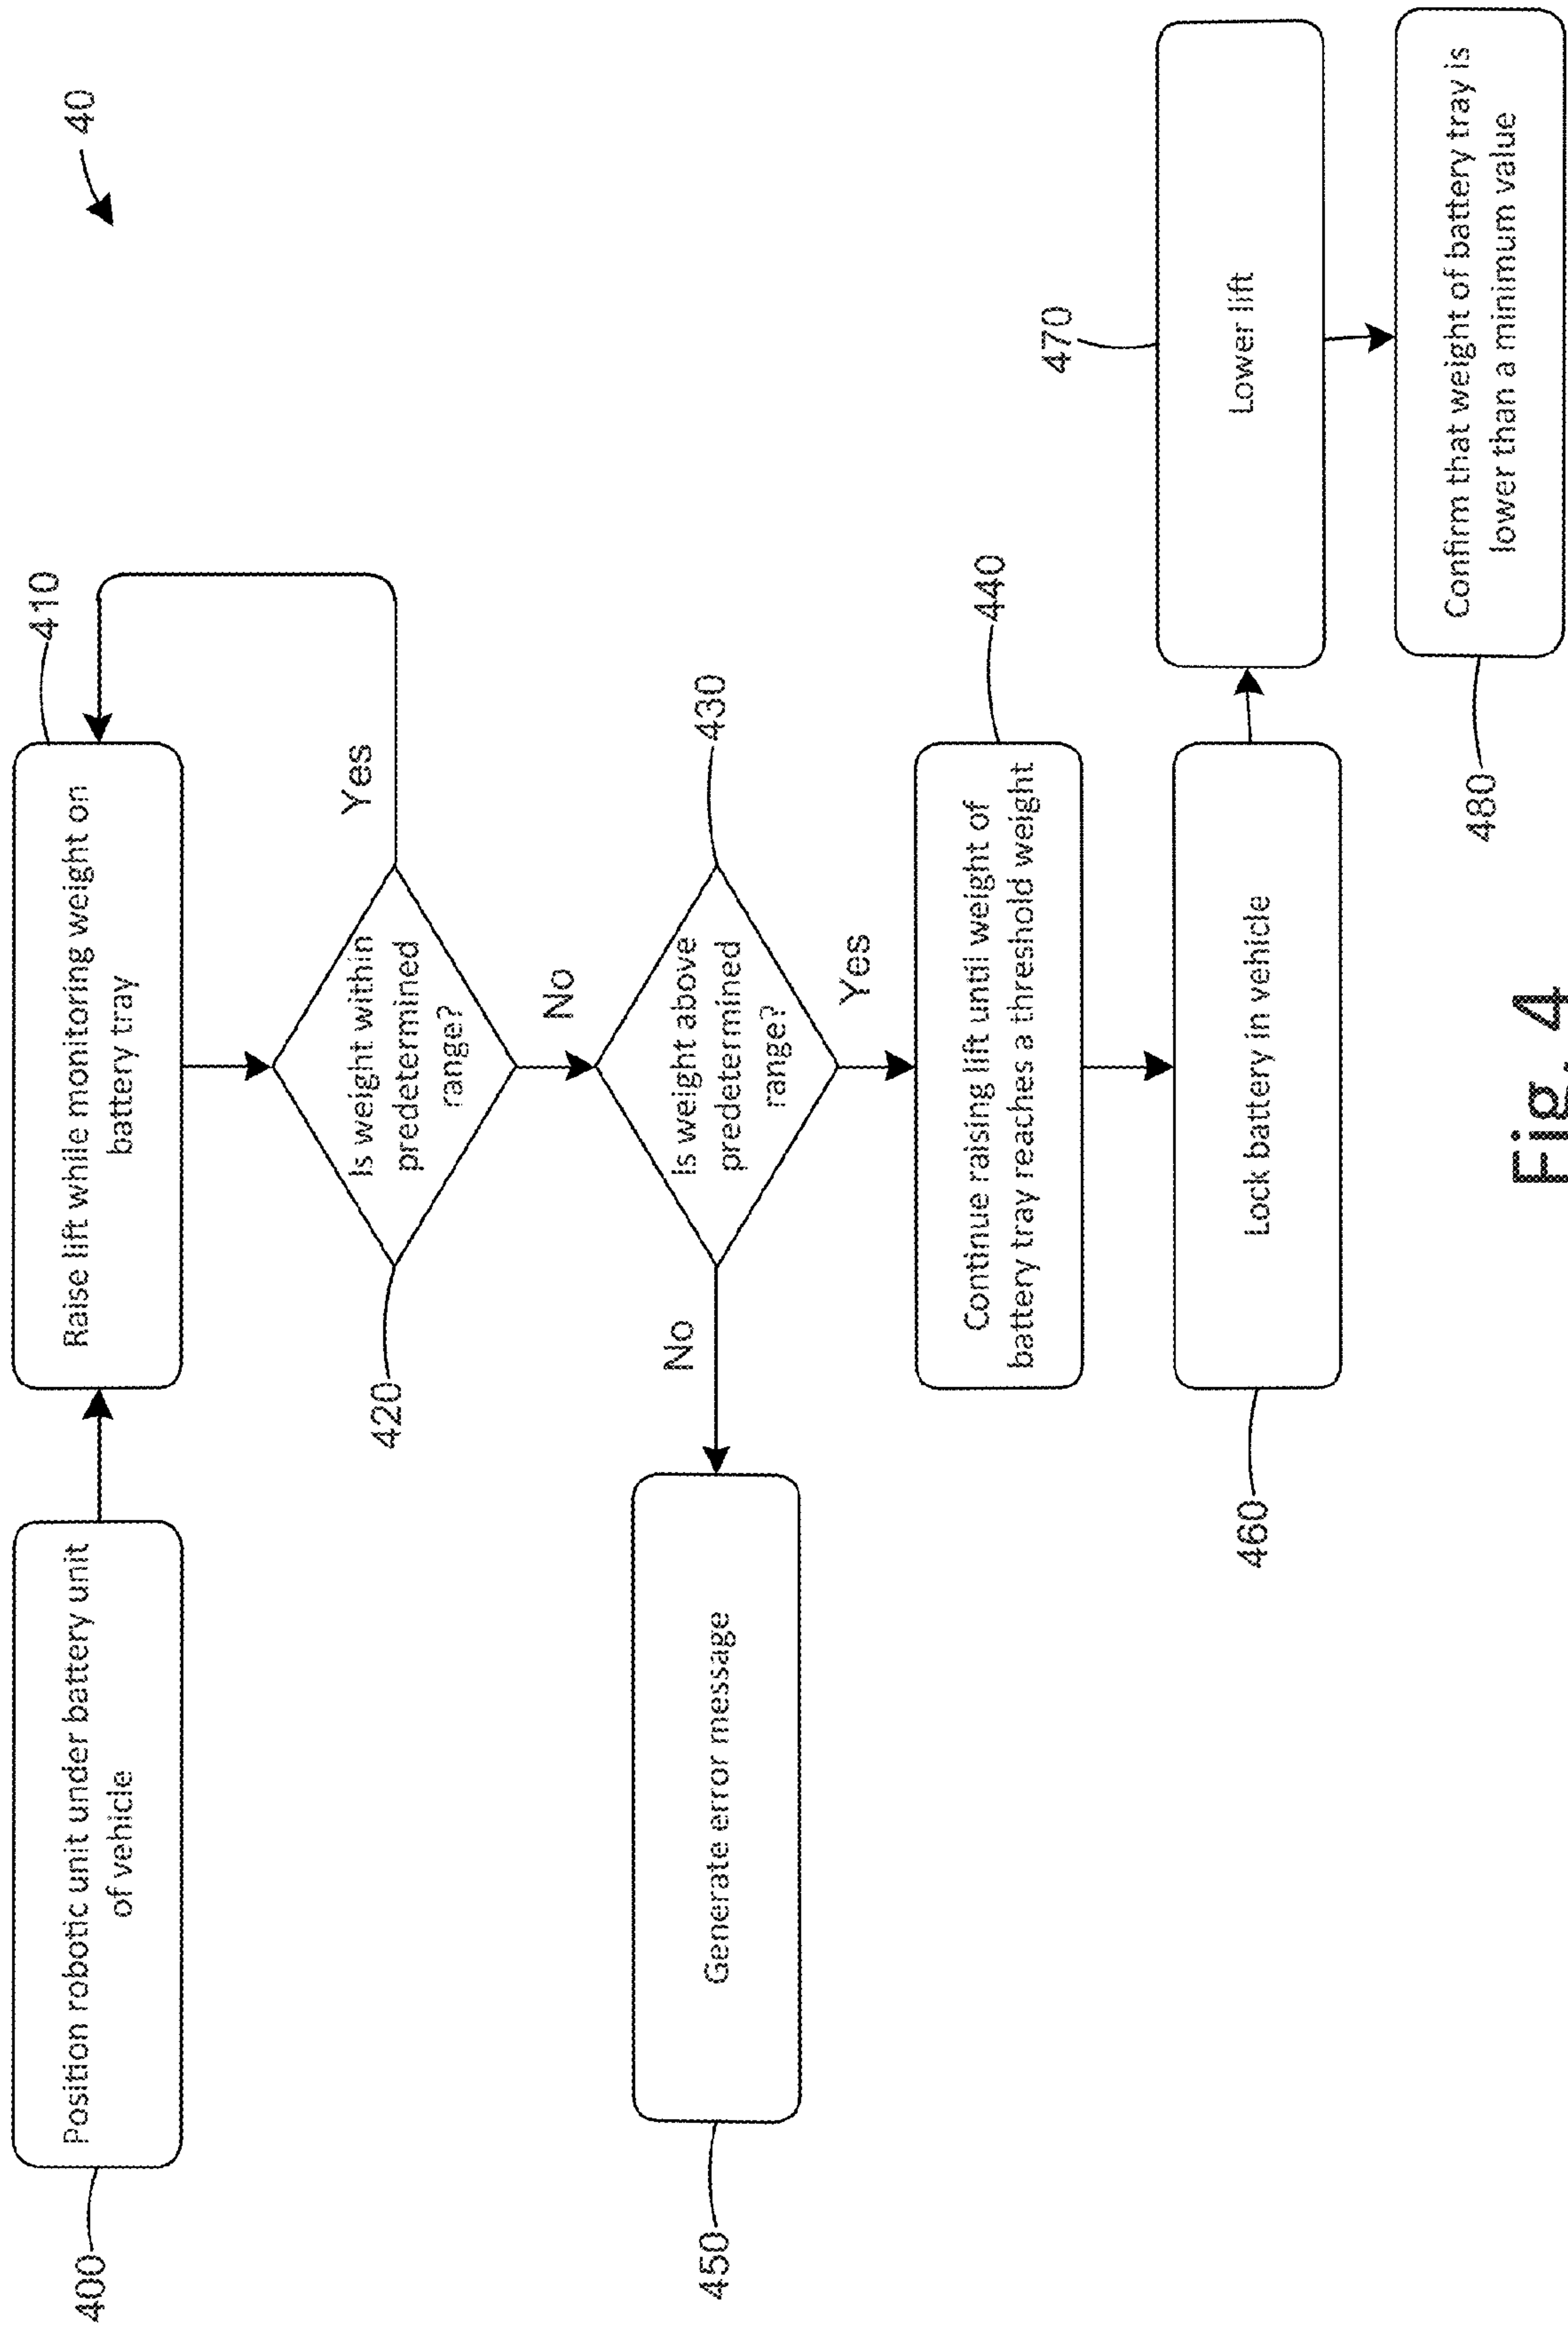 40
400
Position robotic unit under battery unit
of vehicle
410
Raise lift while monitoring weight on
battery tray
420
Is weight within
predetermined
range?
Yes
No
430
Is weight above
predetermined
range?
No
Yes
450
Generate error message
440
Continue raising lift until weight of
battery tray reaches a threshold weight
460
Lock battery in vehicle
470
Lower lift
480
Confirm that weight of battery tray is
lower than a minimum value
Fig. 4